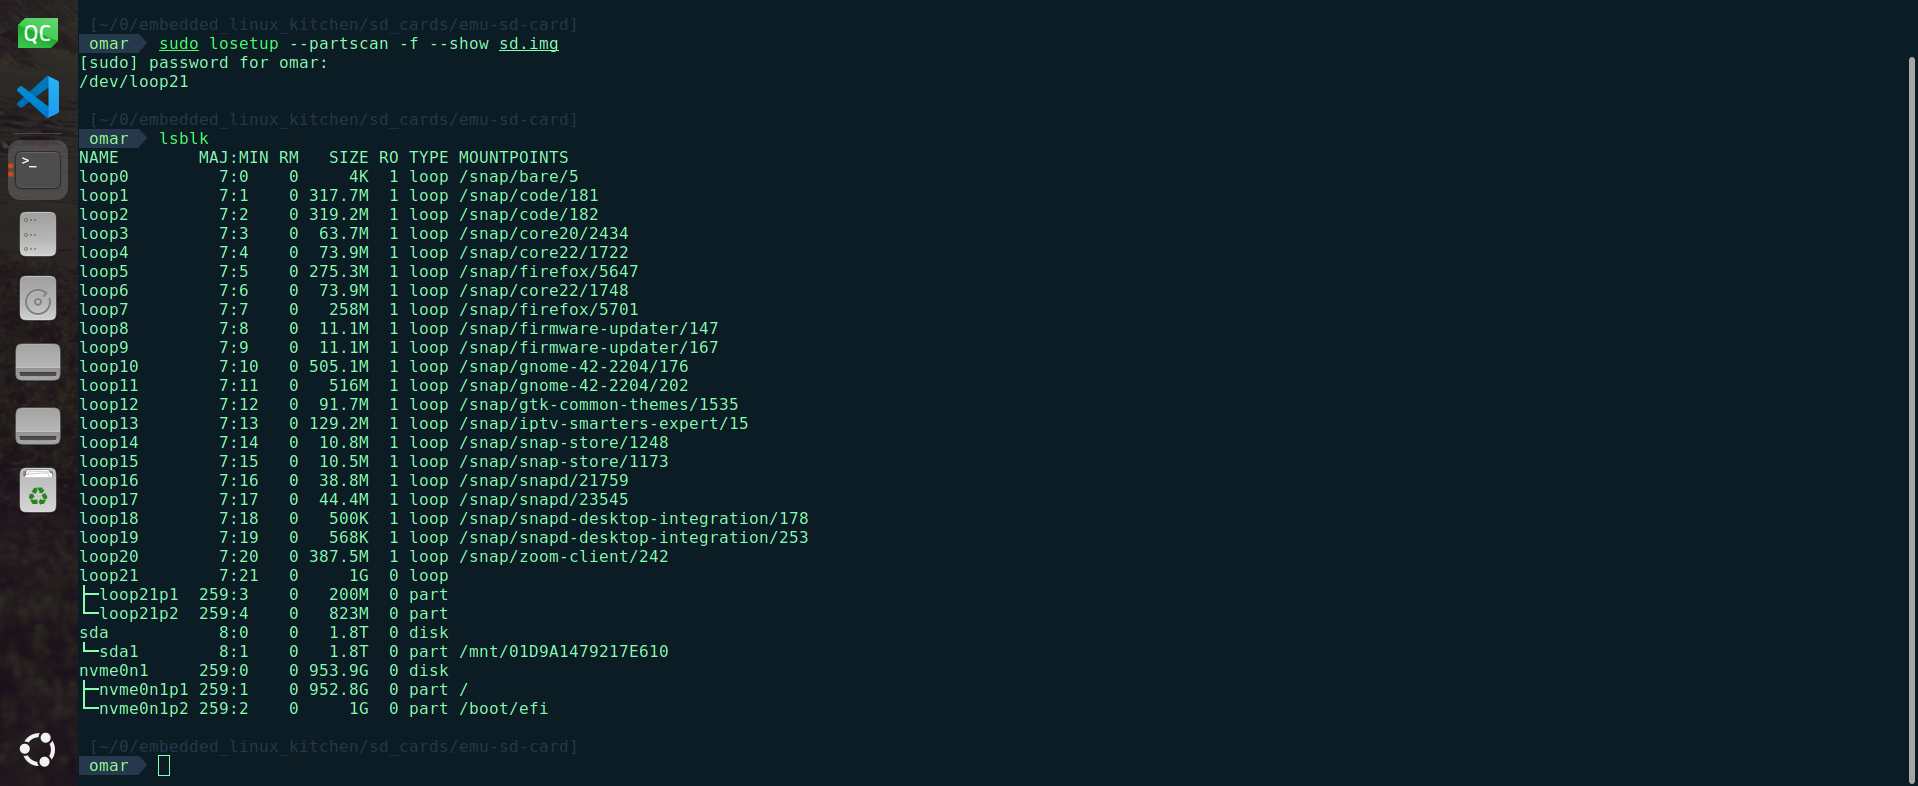 QC
[~/0/embedded_linux_kitchen/sd_cards/emu-sd-card]
omar sudo losetup --partscan -f --show sd.img
[sudo] password for omar:
/dev/loop21
[~/0/embedded_linux_kitchen/sd_cards/emu-sd-card]
omar lsblk
NAME        MAJ:MIN RM   SIZE RO TYPE MOUNTPOINTS
loop0         7:0    0     4K  1 loop /snap/bare/5
loop1         7:1    0 317.7M  1 loop /snap/code/181
loop2         7:2    0 319.2M  1 loop /snap/code/182
loop3         7:3    0  63.7M  1 loop /snap/core20/2434
loop4         7:4    0  73.9M  1 loop /snap/core22/1722
loop5         7:5    0 275.3M  1 loop /snap/firefox/5647
loop6         7:6    0  73.9M  1 loop /snap/core22/1748
loop7         7:7    0   258M  1 loop /snap/firefox/5701
loop8         7:8    0  11.1M  1 loop /snap/firmware-updater/147
loop9         7:9    0  11.1M  1 loop /snap/firmware-updater/167
loop10        7:10   0 505.1M  1 loop /snap/gnome-42-2204/176
loop11        7:11   0   516M  1 loop /snap/gnome-42-2204/202
loop12        7:12   0  91.7M  1 loop /snap/gtk-common-themes/1535
loop13        7:13   0 129.2M  1 loop /snap/iptv-smarters-expert/15
loop14        7:14   0  10.8M  1 loop /snap/snap-store/1248
loop15        7:15   0  10.5M  1 loop /snap/snap-store/1173
loop16        7:16   0  38.8M  1 loop /snap/snapd/21759
loop17        7:17   0  44.4M  1 loop /snap/snapd/23545
loop18        7:18   0   500K  1 loop /snap/snapd-desktop-integration/178
loop19        7:19   0   568K  1 loop /snap/snapd-desktop-integration/253
loop20        7:20   0 387.5M  1 loop /snap/zoom-client/242
loop21        7:21   0     1G  0 loop
├─loop21p1  259:3    0   200M  0 part
└─loop21p2  259:4    0   823M  0 part
sda           8:0    0   1.8T  0 disk
└─sda1        8:1    0   1.8T  0 part /mnt/01D9A1479217E610
nvme0n1     259:0    0 953.9G  0 disk
├─nvme0n1p1 259:1    0 952.8G  0 part /
└─nvme0n1p2 259:2    0     1G  0 part /boot/efi
[~/0/embedded_linux_kitchen/sd_cards/emu-sd-card]
omar